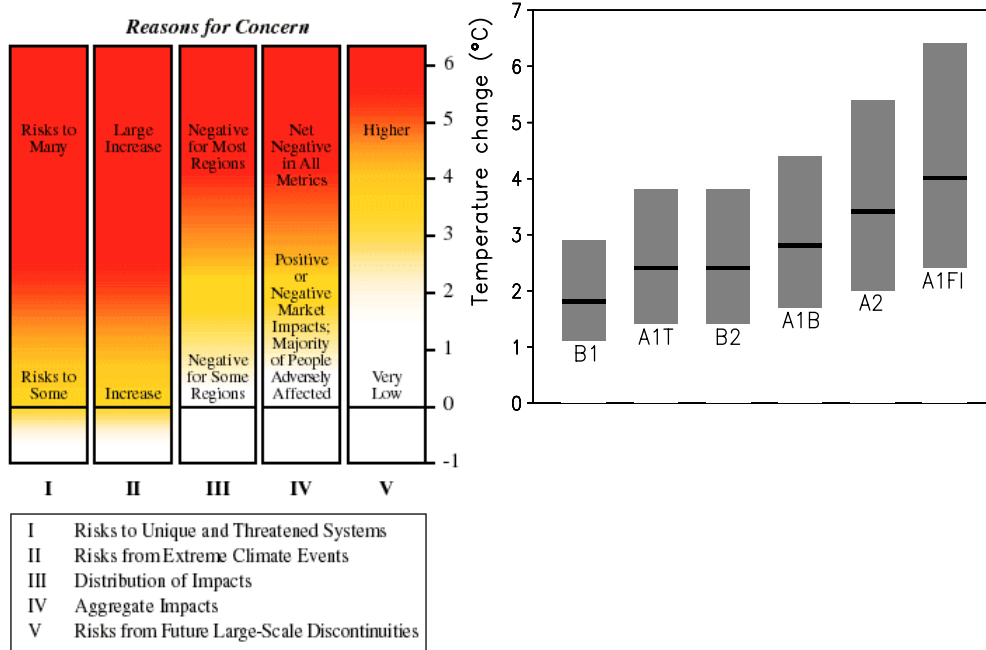 Reasons for Concern
Risks to
Many
Large
Increase
Negative
for Most
Regions
Net
Negative
in All
Metrics
Higher
Positive
or
Negative
Market
Impacts;
Majority
of People
Adversely
Affected
Risks to
Some
Increase
Negative
for Some
Regions
Very
Low
6
5
4
3
2
1
0
-1
I II III IV V
I Risks to Unique and Threatened Systems
II Risks from Extreme Climate Events
III Distribution of Impacts
IV Aggregate Impacts
V Risks from Future Large-Scale Discontinuities
Temperature change (°C)
7
6
5
4
3
2
1
0
B1
A1T
B2
A1B
A2
A1FI